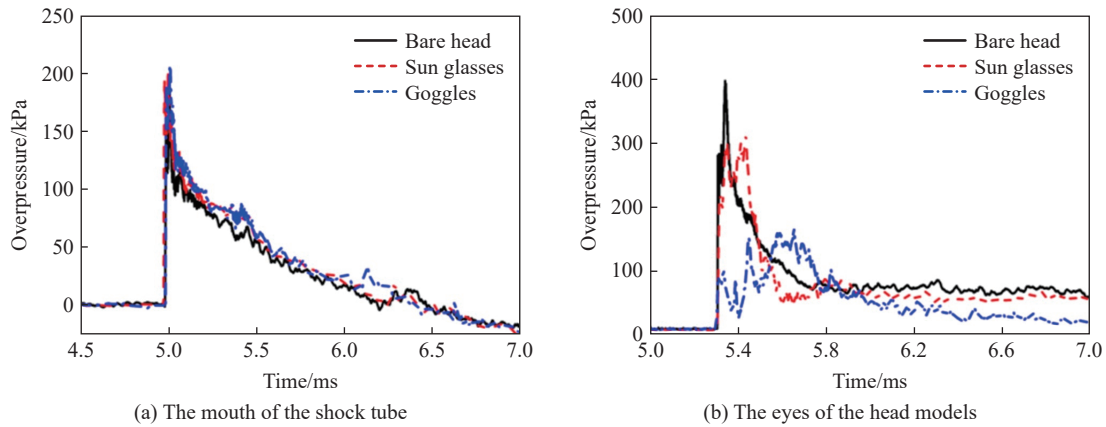 250
200
150
100
50
0
4.5 5.0 5.5 6.0 6.5 7.0
Overpressure/kPa
Time/ms
Bare head
Sun glasses
Goggles
(a) The mouth of the shock tube
500
400
300
200
100
0
5.0 5.4 5.8 6.2 6.6 7.0
Overpressure/kPa
Time/ms
Bare head
Sun glasses
Goggles
(b) The eyes of the head models